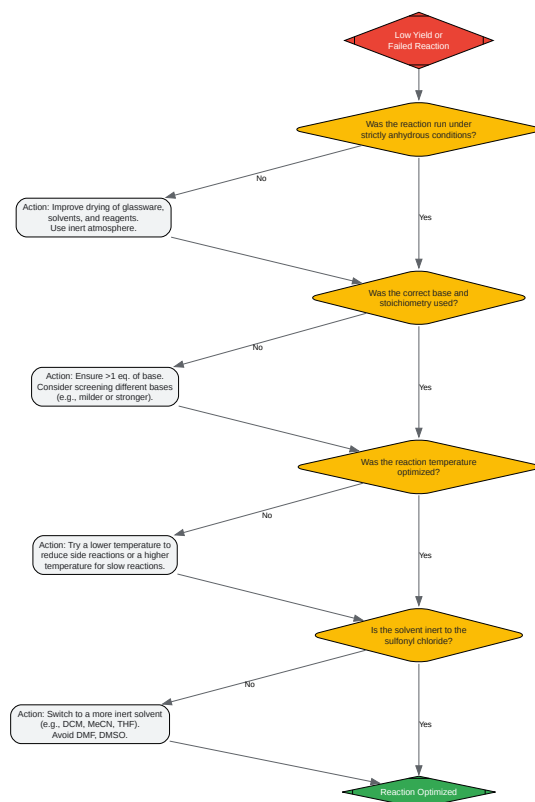 Low Yield or
Failed Reaction
Was the reaction run under
strictly anhydrous conditions?
No
Yes
Action: Improve drying of glassware,
solvents, and reagents.
Use inert atmosphere.
Was the correct base and
stoichiometry used?
No
Yes
Action: Ensure >1 eq. of base.
Consider screening different bases
(e.g., milder or stronger).
Was the reaction temperature
optimized?
No
Yes
Action: Try a lower temperature to
reduce side reactions or a higher
temperature for slow reactions.
Is the solvent inert to the
sulfonyl chloride?
No
Yes
Action: Switch to a more inert solvent
(e.g., DCM, MeCN, THF).
Avoid DMF, DMSO.
Reaction Optimized